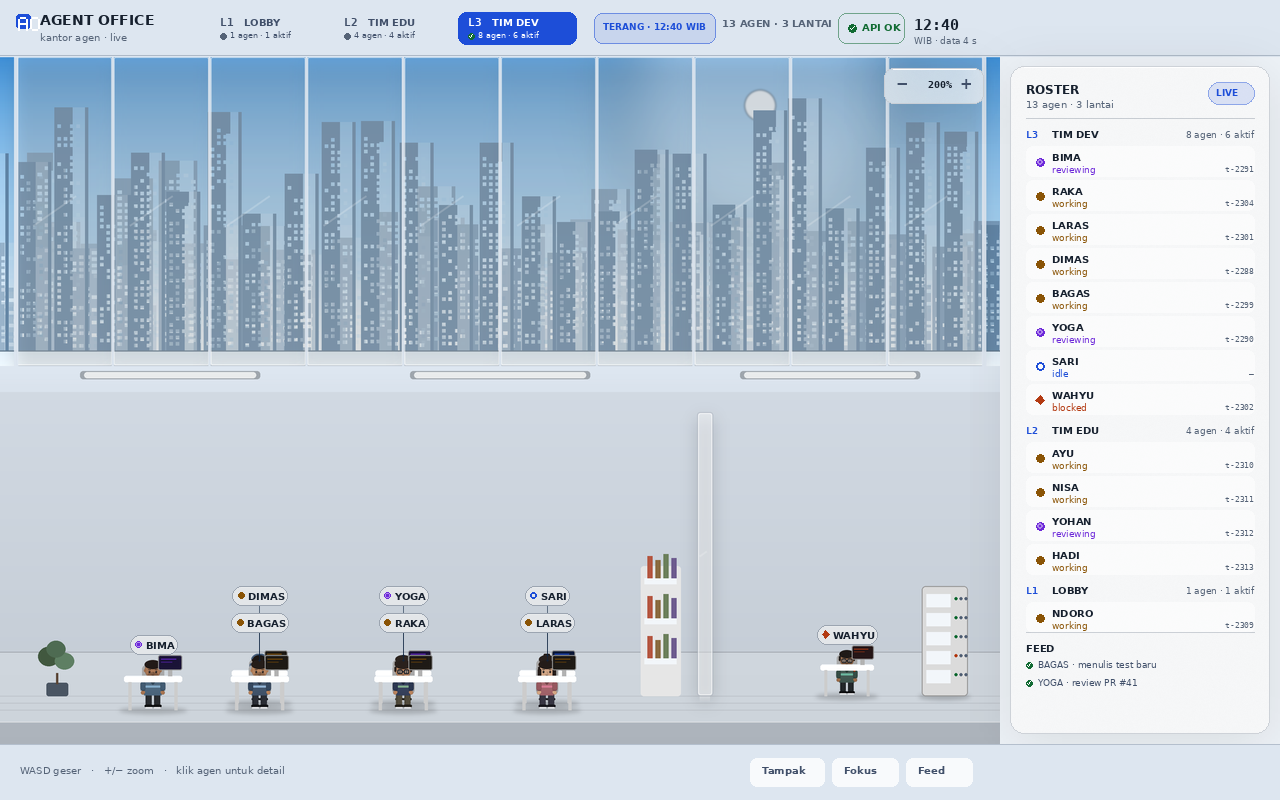 AGENT OFFICE
kantor agen · live
L1 LOBBY
1 agen · 1 aktif
L2 TIM EDU
4 agen · 4 aktif
L3 TIM DEV
8 agen · 6 aktif
TERANG · 12:40 WIB
13 AGEN · 3 LANTAI
API OK
12:40
WIB · data 4 s
− 200% +
DIMAS
YOGA
SARI
BAGAS
RAKA
LARAS
BIMA
WAHYU
ROSTER
13 agen · 3 lantai
LIVE
L3 TIM DEV 8 agen · 6 aktif
BIMA
reviewing t-2291
RAKA
working t-2304
LARAS
working t-2301
DIMAS
working t-2288
BAGAS
working t-2299
YOGA
reviewing t-2290
SARI
idle —
WAHYU
blocked t-2302
L2 TIM EDU 4 agen · 4 aktif
AYU
working t-2310
NISA
working t-2311
YOHAN
reviewing t-2312
HADI
working t-2313
L1 LOBBY 1 agen · 1 aktif
NDORO
working t-2309
FEED
BAGAS · menulis test baru
YOGA · review PR #41
WASD geser · +/− zoom · klik agen untuk detail
Tampak
Fokus
Feed